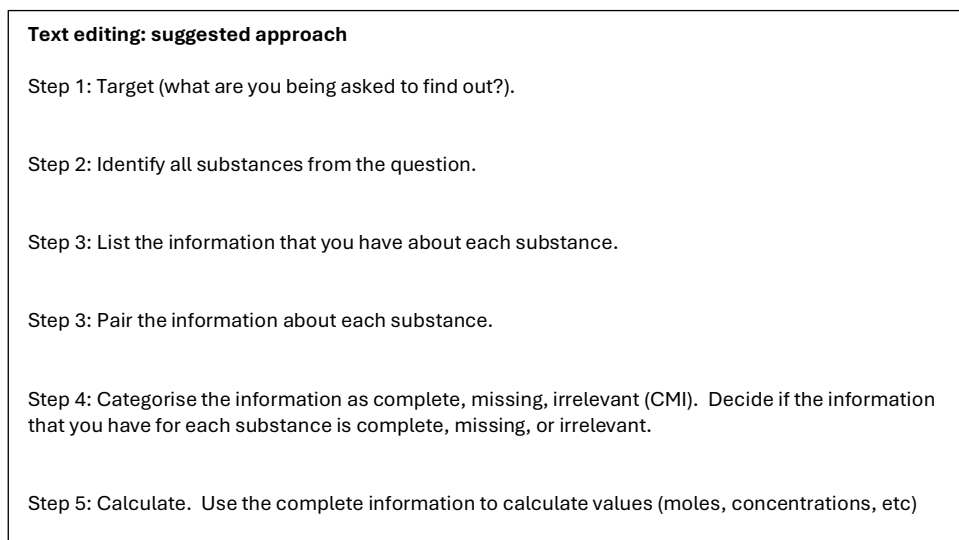 Text editing: suggested approach
Step 1: Target (what are you being asked to find out?).
Step 2: Identify all substances from the question.
Step 3: List the information that you have about each substance.
Step 3: Pair the information about each substance.
Step 4: Categorise the information as complete, missing, irrelevant (CMI).  Decide if the information
that you have for each substance is complete, missing, or irrelevant.
Step 5: Calculate.  Use the complete information to calculate values (moles, concentrations, etc)